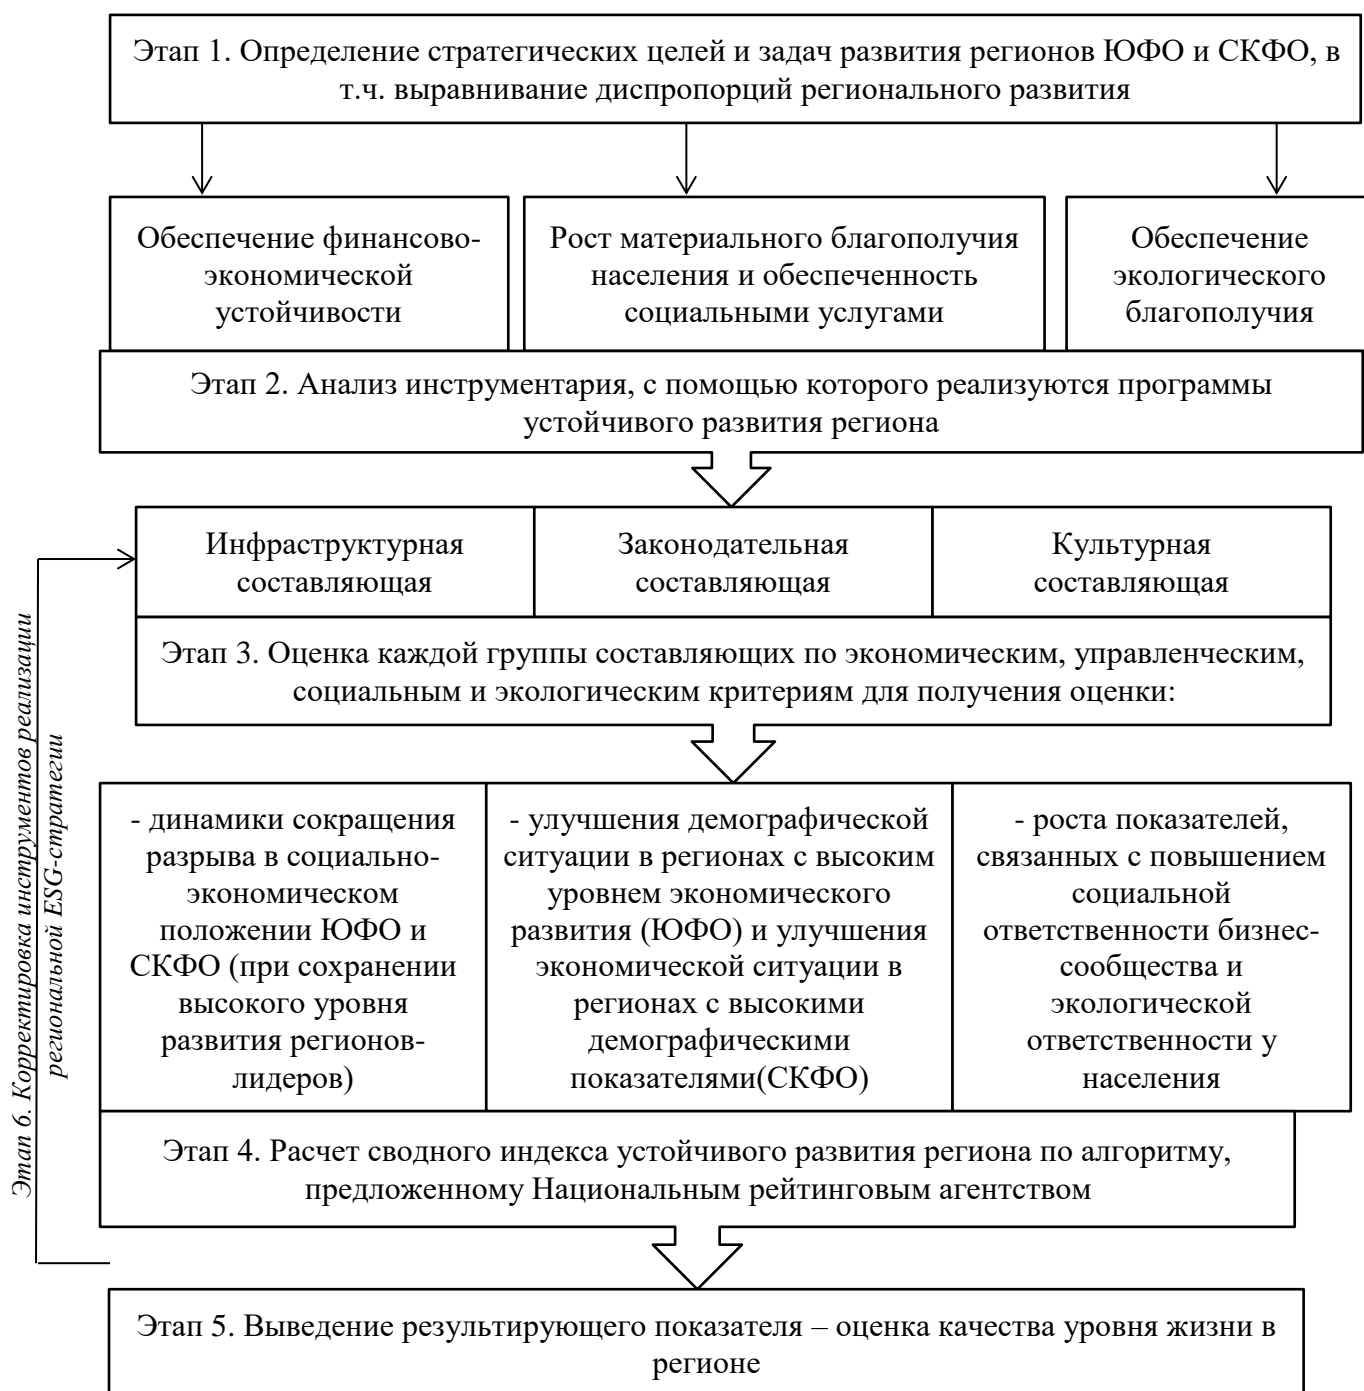 Этап 1. Определение стратегических целей и задач развития регионов ЮФО и СКФО, в
т.ч. выравнивание диспропорций регионального развития
Обеспечение финансово-
экономической
устойчивости
Рост материального благополучия
населения и обеспеченность
социальными услугами
Обеспечение
экологического
благополучия
Этап 2. Анализ инструментария, с помощью которого реализуются программы
устойчивого развития региона
Инфраструктурная
составляющая
Законодательная
составляющая
Культурная
составляющая
Этап 3. Оценка каждой группы составляющих по экономическим, управленческим,
социальным и экологическим критериям для получения оценки:
- динамики сокращения
разрыва в социально-
экономическом
положении ЮФО и
СКФО (при сохранении
высокого уровня
развития регионов-
лидеров)
- улучшения демографической
ситуации в регионах с высоким
уровнем экономического
развития (ЮФО) и улучшения
экономической ситуации в
регионах с высокими
демографическими
показателями(СКФО)
- роста показателей,
связанных с повышением
социальной
ответственности бизнес-
сообщества и
экологической
ответственности у
населения
Этап 4. Расчет сводного индекса устойчивого развития региона по алгоритму,
предложенному Национальным рейтинговым агентством
Этап 5. Выведение результирующего показателя – оценка качества уровня жизни в
регионе
Этап 6. Корректировка инструментов реализации
региональной ESG-стратегии